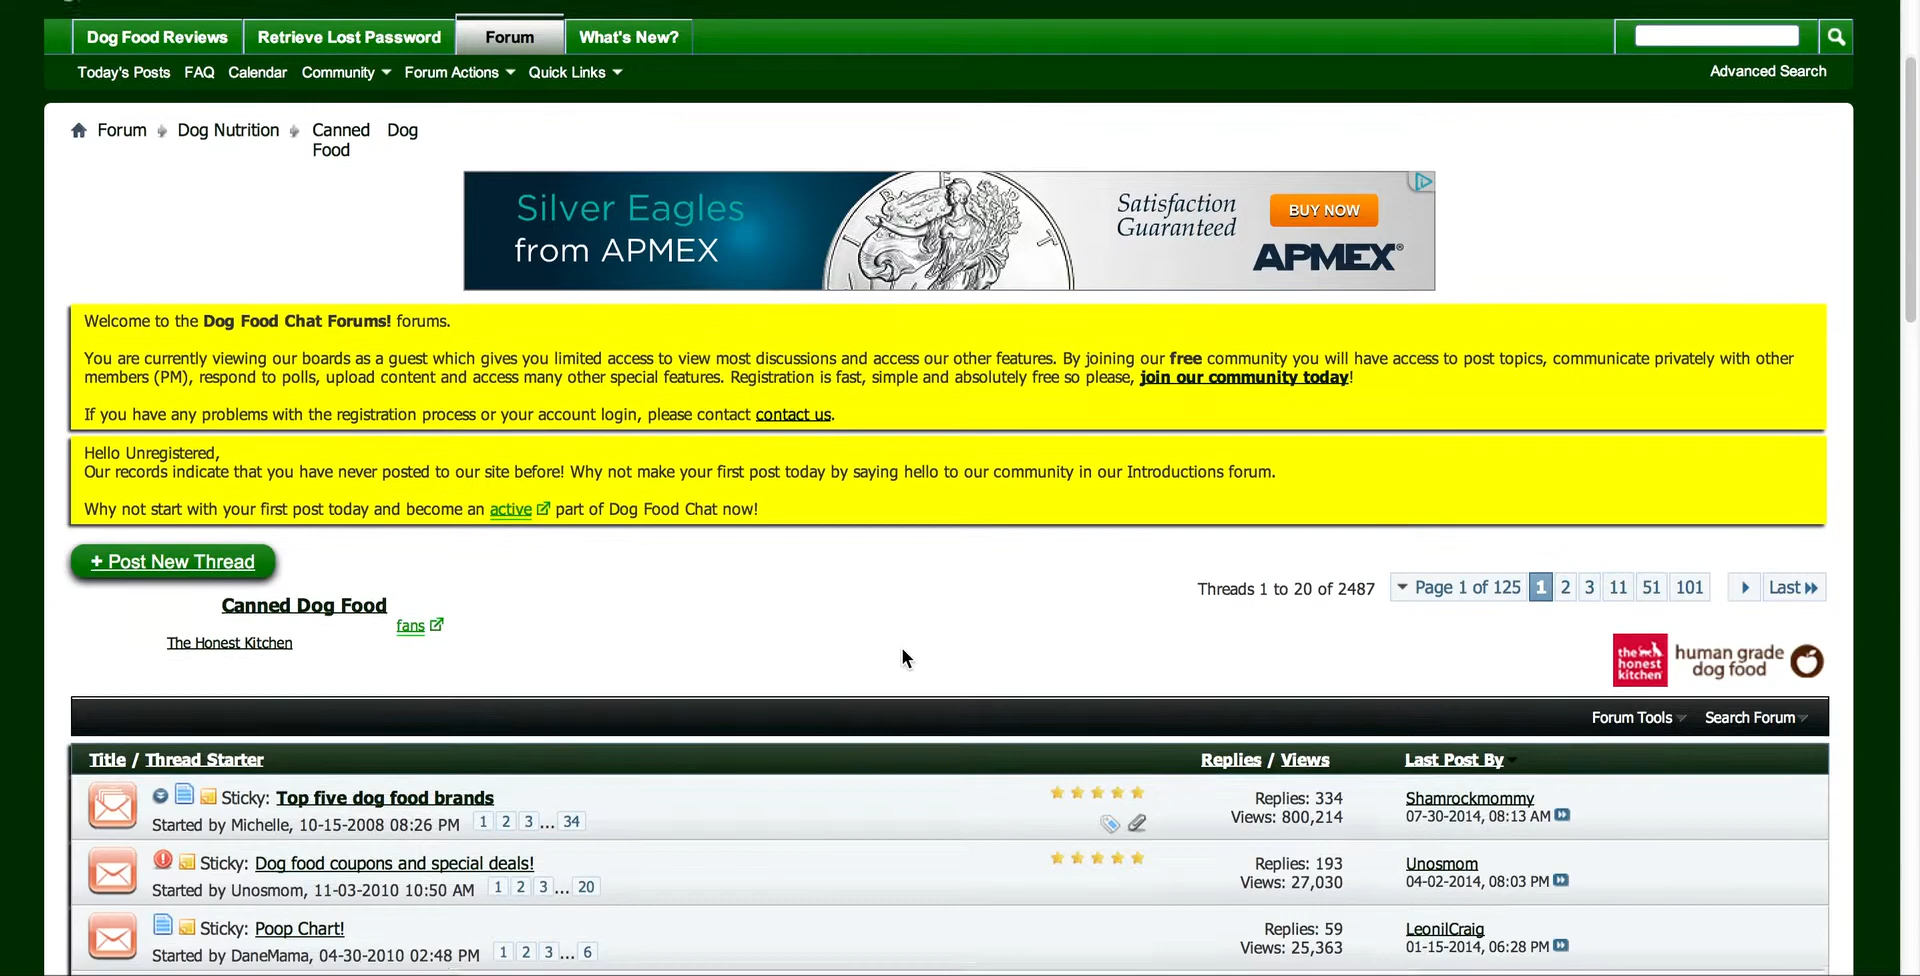 Dog Food Reviews Retrieve Lost Password Forum What's New?
Today's Posts FAQ Calendar Community Forum Actions Quick Links Advanced Search
Forum Dog Nutrition Canned Dog
Food
Silver Eagles
from APMEX
Satisfaction
Guaranteed
BUY NOW
APMEX®
Welcome to the Dog Food Chat Forums! forums.
You are currently viewing our boards as a guest which gives you limited access to view most discussions and access our other features. By joining our free community you will have access to post topics, communicate privately with other
members (PM), respond to polls, upload content and access many other special features. Registration is fast, simple and absolutely free so please, join our community today!
If you have any problems with the registration process or your account login, please contact contact us.
Hello Unregistered,
Our records indicate that you have never posted to our site before! Why not make your first post today by saying hello to our community in our Introductions forum.
Why not start with your first post today and become an active part of Dog Food Chat now!
+ Post New Thread
Threads 1 to 20 of 2487 Page 1 of 125 1 2 3 11 51 101 Last
Canned Dog Food
fans
The Honest Kitchen
the honest kitchen
human grade
dog food
Forum Tools Search Forum
Title / Thread Starter Replies / Views Last Post By
Sticky: Top five dog food brands Replies: 334 Shamrockmommy
Started by Michelle, 10-15-2008 08:26 PM 1 2 3 ... 34 Views: 800,214 07-30-2014, 08:13 AM
Sticky: Dog food coupons and special deals! Replies: 193 Unosmom
Started by Unosmom, 11-03-2010 10:50 AM 1 2 3 ... 20 Views: 27,030 04-02-2014, 08:03 PM
Sticky: Poop Chart! Replies: 59 LeonilCraig
Started by DaneMama, 04-30-2010 02:48 PM 1 2 3 ... 6 Views: 25,363 01-15-2014, 06:28 PM